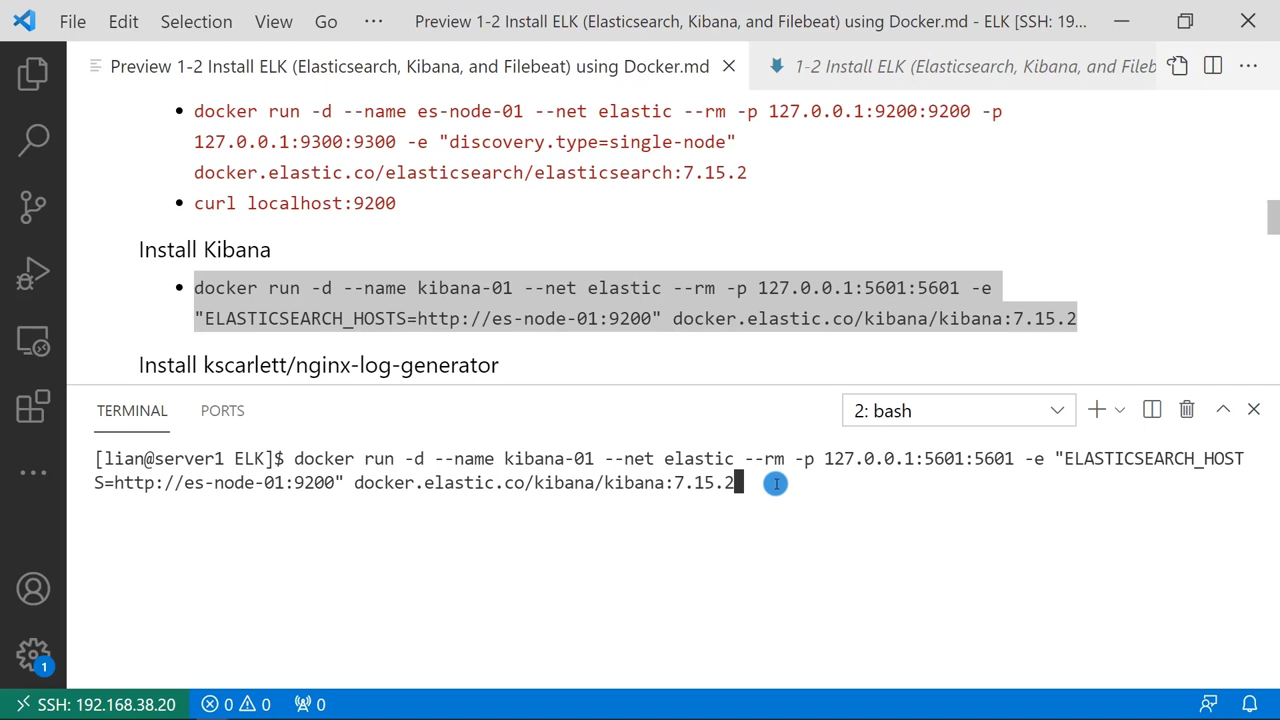 File Edit Selection View Go ··· Preview 1-2 Install ELK (Elasticsearch, Kibana, and Filebeat) using Docker.md - ELK [SSH: 19...
Preview 1-2 Install ELK (Elasticsearch, Kibana, and Filebeat) using Docker.md 1-2 Install ELK (Elasticsearch, Kibana, and Fileb
• docker run -d --name es-node-01 --net elastic --rm -p 127.0.0.1:9200:9200 -p
127.0.0.1:9300:9300 -e "discovery.type=single-node"
docker.elastic.co/elasticsearch/elasticsearch:7.15.2
• curl localhost:9200
Install Kibana
• docker run -d --name kibana-01 --net elastic --rm -p 127.0.0.1:5601:5601 -e
"ELASTICSEARCH_HOSTS=http://es-node-01:9200" docker.elastic.co/kibana/kibana:7.15.2
Install kscarlett/nginx-log-generator
TERMINAL PORTS 2: bash
[lian@server1 ELK]$ docker run -d --name kibana-01 --net elastic --rm -p 127.0.0.1:5601:5601 -e "ELASTICSEARCH_HOST
S=http://es-node-01:9200" docker.elastic.co/kibana/kibana:7.15.2
1
SSH: 192.168.38.20 0 0 0